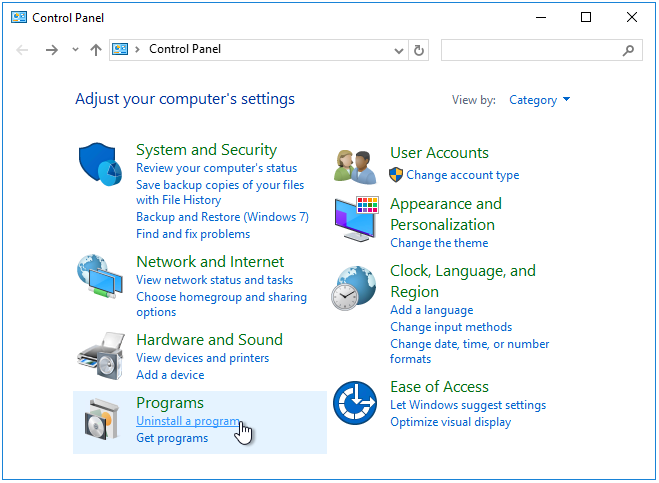 Control Panel
Control Panel
Adjust your computer's settings
View by: Category
System and Security
Review your computer's status
Save backup copies of your files
with File History
Backup and Restore (Windows 7)
Find and fix problems
Network and Internet
View network status and tasks
Choose homegroup and sharing
options
Hardware and Sound
View devices and printers
Add a device
Programs
Uninstall a program
Get programs
User Accounts
Change account type
Appearance and
Personalization
Change the theme
Clock, Language, and
Region
Add a language
Change input methods
Change date, time, or number
formats
Ease of Access
Let Windows suggest settings
Optimize visual display